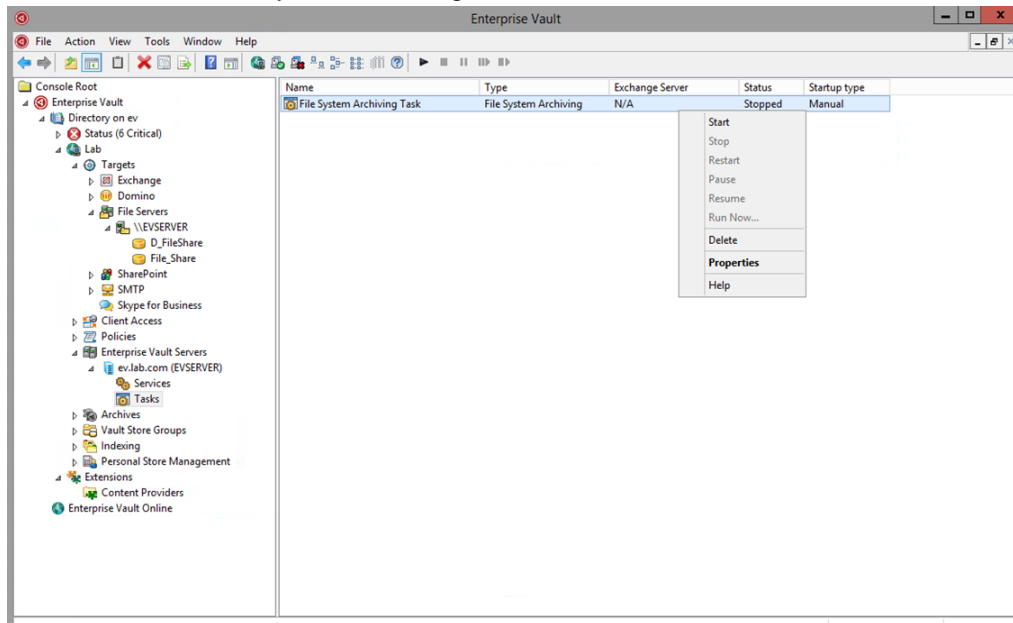 Enterprise Vault
File Action View Tools Window Help
Console Root
Enterprise Vault
Directory on ev
Status (6 Critical)
Lab
Targets
Exchange
Domino
File Servers
\\EVSERVER
D_FileShare
File_Share
SharePoint
SMTP
Skype for Business
Client Access
Policies
Enterprise Vault Servers
ev.lab.com (EVSERVER)
Services
Tasks
Archives
Vault Store Groups
Indexing
Personal Store Management
Extensions
Content Providers
Enterprise Vault Online
Name Type Exchange Server Status Startup type
File System Archiving Task File System Archiving N/A Stopped Manual
Start
Stop
Restart
Pause
Resume
Run Now...
Delete
Properties
Help